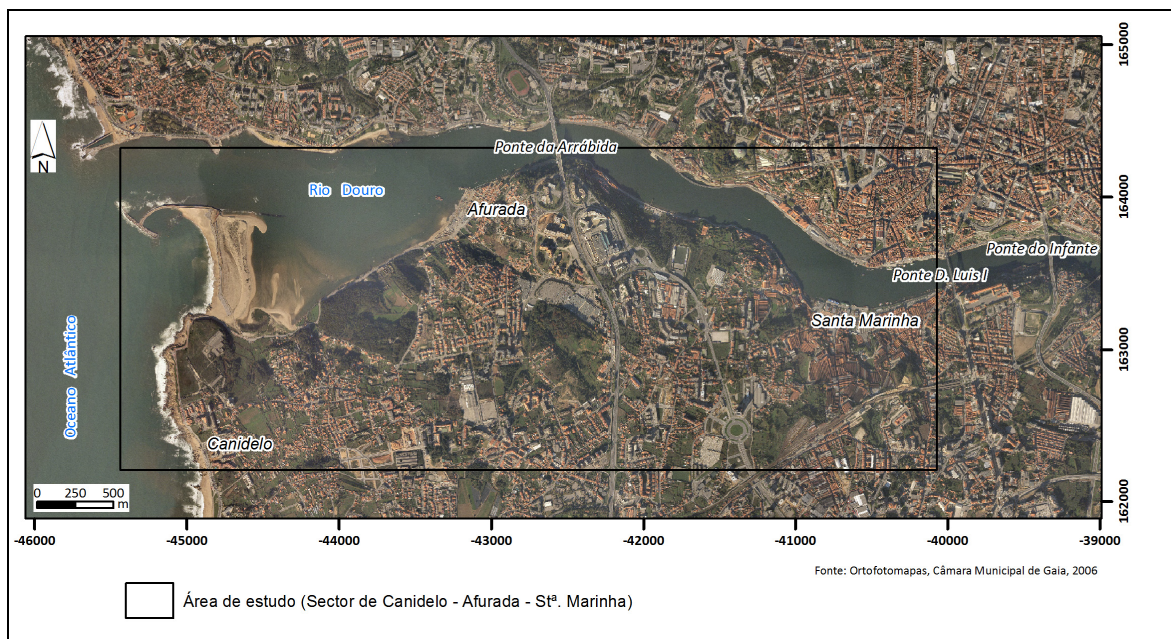 165000
Ponte da Arrábida
N
Rio Douro
164000
Afurada
Ponte do Infante
Ponte D. Luis I
Santa Marinha
163000
Oceano Atlântico
Canidelo
0 250 500
m
162000
-46000 -45000 -44000 -43000 -42000 -41000 -40000 -39000
Fonte: Ortofotomapas, Câmara Municipal de Gaia, 2006
Área de estudo (Sector de Canidelo - Afurada - Stª. Marinha)